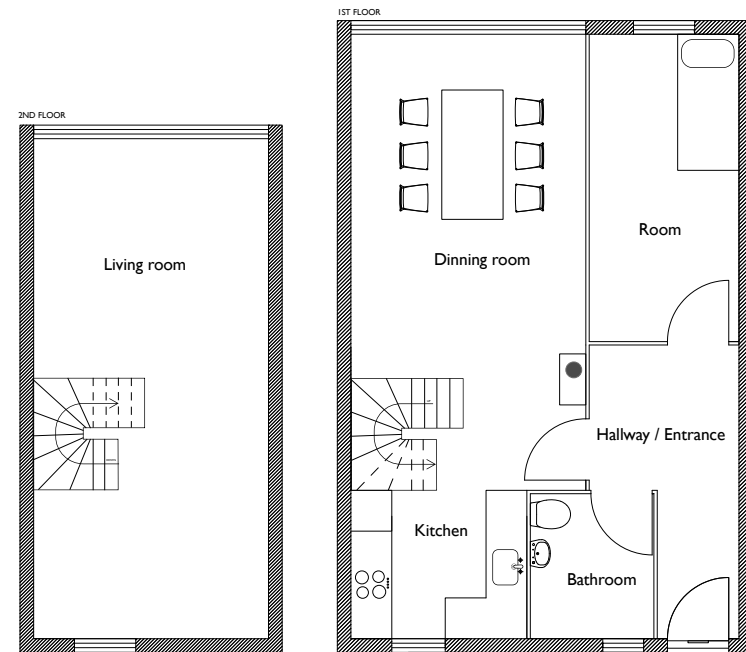 1ST FLOOR
2ND FLOOR
Living room
Dinning room
Room
Hallway / Entrance
Kitchen
Bathroom